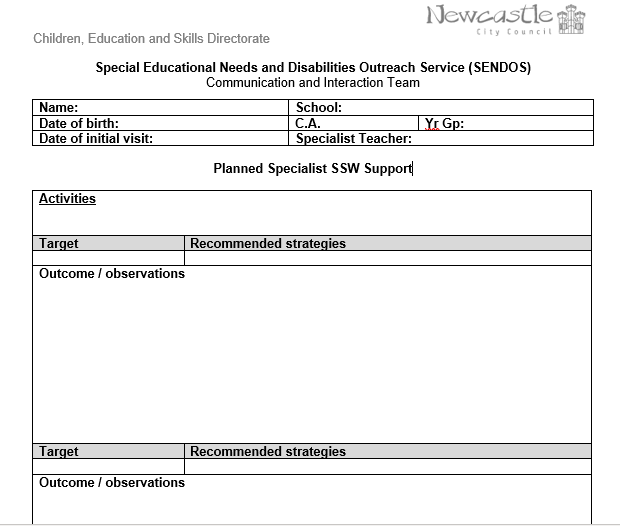 Newcastle
City Council
Children, Education and Skills Directorate
Special Educational Needs and Disabilities Outreach Service (SENDOS)
Communication and Interaction Team
Name: School:
Date of birth: C.A. Yr Gp:
Date of initial visit: Specialist Teacher:
Planned Specialist SSW Support
Activities
Target Recommended strategies
Outcome / observations
Target Recommended strategies
Outcome / observations